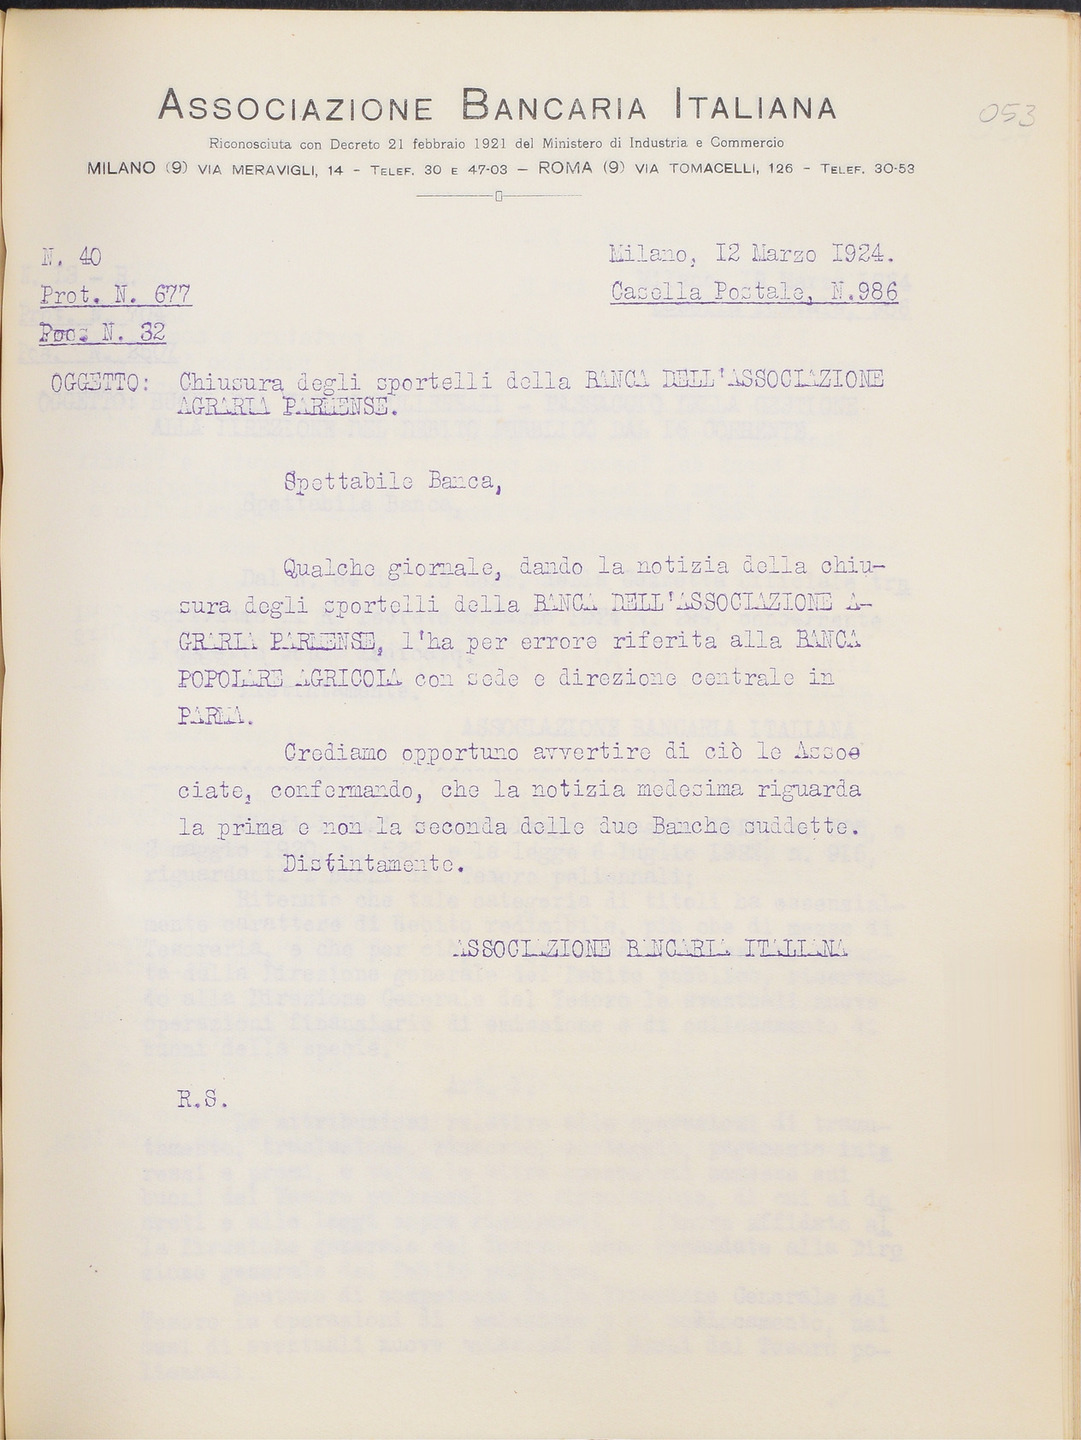 ASSOCIAZIONE BANCARIA ITALIANA
053
Riconosciuta con Decreto 21 febbraio 1921 del Ministero di Industria e Commercio
MILANO (9) VIA MERAVIGLI, 14 - TELEF. 30 E 47-03 — ROMA (9) VIA TOMACELLI, 126 - TELEF. 30-53
N. 40
Milano, 12 Marzo 1924.
Prot. N. 677
Casella Postale, N.986
Pos. N. 32
OGGETTO: Chiusura degli sportelli della BANCA DELL'ASSOCIAZIONE
AGRARIA PARMENSE.
Spettabile Banca,
Qualche giornale, dando la notizia della chiu-
sura degli sportelli della BANCA DELL'ASSOCIAZIONE A-
GRARIA PARMENSE, l'ha per errore riferita alla BANCA
POPOLARE AGRICOLA con sede e direzione centrale in
PARMA.
Crediamo opportuno avvertire di ciò le Asso
ciate, confermando, che la notizia medesima riguarda
la prima e non la seconda delle due Banche suddette.
Distintamente.
ASSOCIAZIONE BANCARIA ITALIANA
R.S.